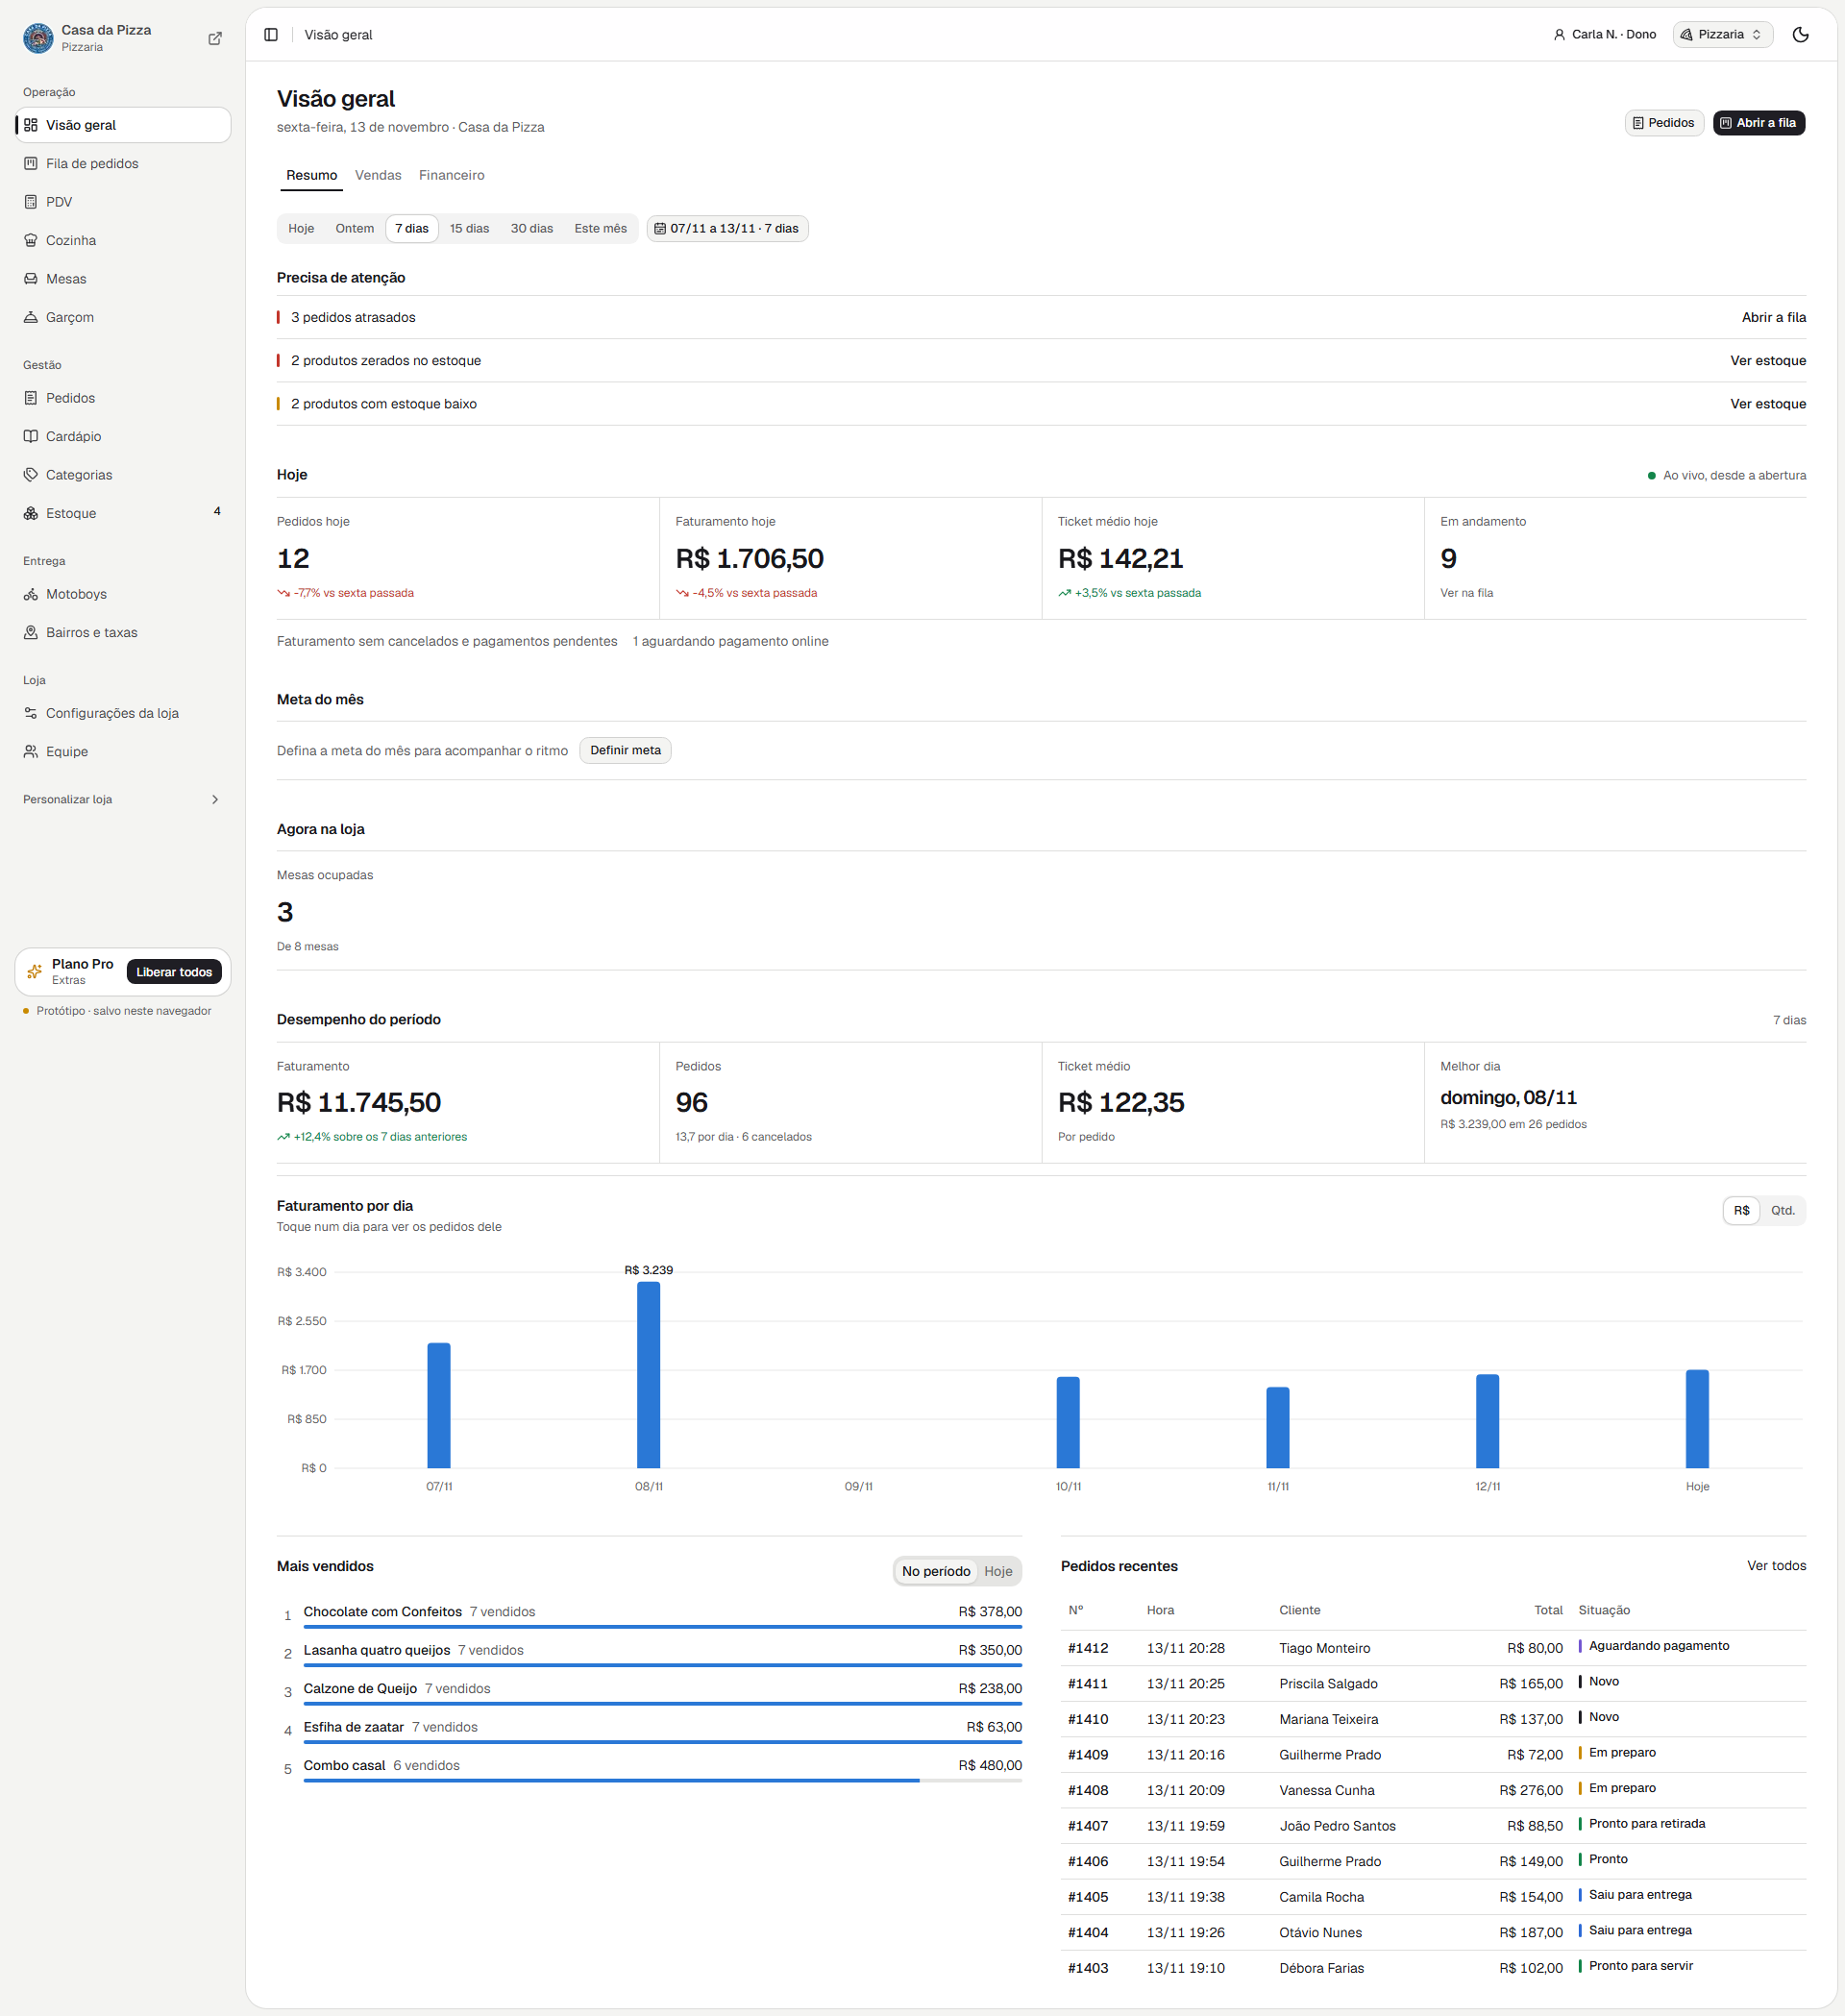 Casa da Pizza
Pizzaria
Operação
Visão geral
Fila de pedidos
PDV
Cozinha
Mesas
Garçom
Gestão
Pedidos
Cardápio
Categorias
Estoque 4
Entrega
Motoboys
Bairros e taxas
Loja
Configurações da loja
Equipe
Personalizar loja
Plano Pro
Extras
Liberar todos
Protótipo · salvo neste navegador
Visão geral
Carla N. · Dono
Pizzaria
Visão geral
sexta-feira, 13 de novembro · Casa da Pizza
Pedidos
Abrir a fila
Resumo Vendas Financeiro
Hoje Ontem 7 dias 15 dias 30 dias Este mês 07/11 a 13/11 · 7 dias
Precisa de atenção
3 pedidos atrasados Abrir a fila
2 produtos zerados no estoque Ver estoque
2 produtos com estoque baixo Ver estoque
Hoje Ao vivo, desde a abertura
Pedidos hoje
12
-7,7% vs sexta passada
Faturamento hoje
R$ 1.706,50
-4,5% vs sexta passada
Ticket médio hoje
R$ 142,21
+3,5% vs sexta passada
Em andamento
9
Ver na fila
Faturamento sem cancelados e pagamentos pendentes 1 aguardando pagamento online
Meta do mês
Defina a meta do mês para acompanhar o ritmo Definir meta
Agora na loja
Mesas ocupadas
3
De 8 mesas
Desempenho do período 7 dias
Faturamento
R$ 11.745,50
+12,4% sobre os 7 dias anteriores
Pedidos
96
13,7 por dia · 6 cancelados
Ticket médio
R$ 122,35
Por pedido
Melhor dia
domingo, 08/11
R$ 3.239,00 em 26 pedidos
Faturamento por dia
Toque num dia para ver os pedidos dele
R$ Qtd.
R$ 3.400
R$ 2.550
R$ 1.700
R$ 850
R$ 0
R$ 3.239
07/11 08/11 09/11 10/11 11/11 12/11 Hoje
Mais vendidos
No período Hoje
1 Chocolate com Confeitos 7 vendidos R$ 378,00
2 Lasanha quatro queijos 7 vendidos R$ 350,00
3 Calzone de Queijo 7 vendidos R$ 238,00
4 Esfiha de zaatar 7 vendidos R$ 63,00
5 Combo casal 6 vendidos R$ 480,00
Pedidos recentes Ver todos
Nº Hora Cliente Total Situação
#1412 13/11 20:28 Tiago Monteiro R$ 80,00 Aguardando pagamento
#1411 13/11 20:25 Priscila Salgado R$ 165,00 Novo
#1410 13/11 20:23 Mariana Teixeira R$ 137,00 Novo
#1409 13/11 20:16 Guilherme Prado R$ 72,00 Em preparo
#1408 13/11 20:09 Vanessa Cunha R$ 276,00 Em preparo
#1407 13/11 19:59 João Pedro Santos R$ 88,50 Pronto para retirada
#1406 13/11 19:54 Guilherme Prado R$ 149,00 Pronto
#1405 13/11 19:38 Camila Rocha R$ 154,00 Saiu para entrega
#1404 13/11 19:26 Otávio Nunes R$ 187,00 Saiu para entrega
#1403 13/11 19:10 Débora Farias R$ 102,00 Pronto para servir